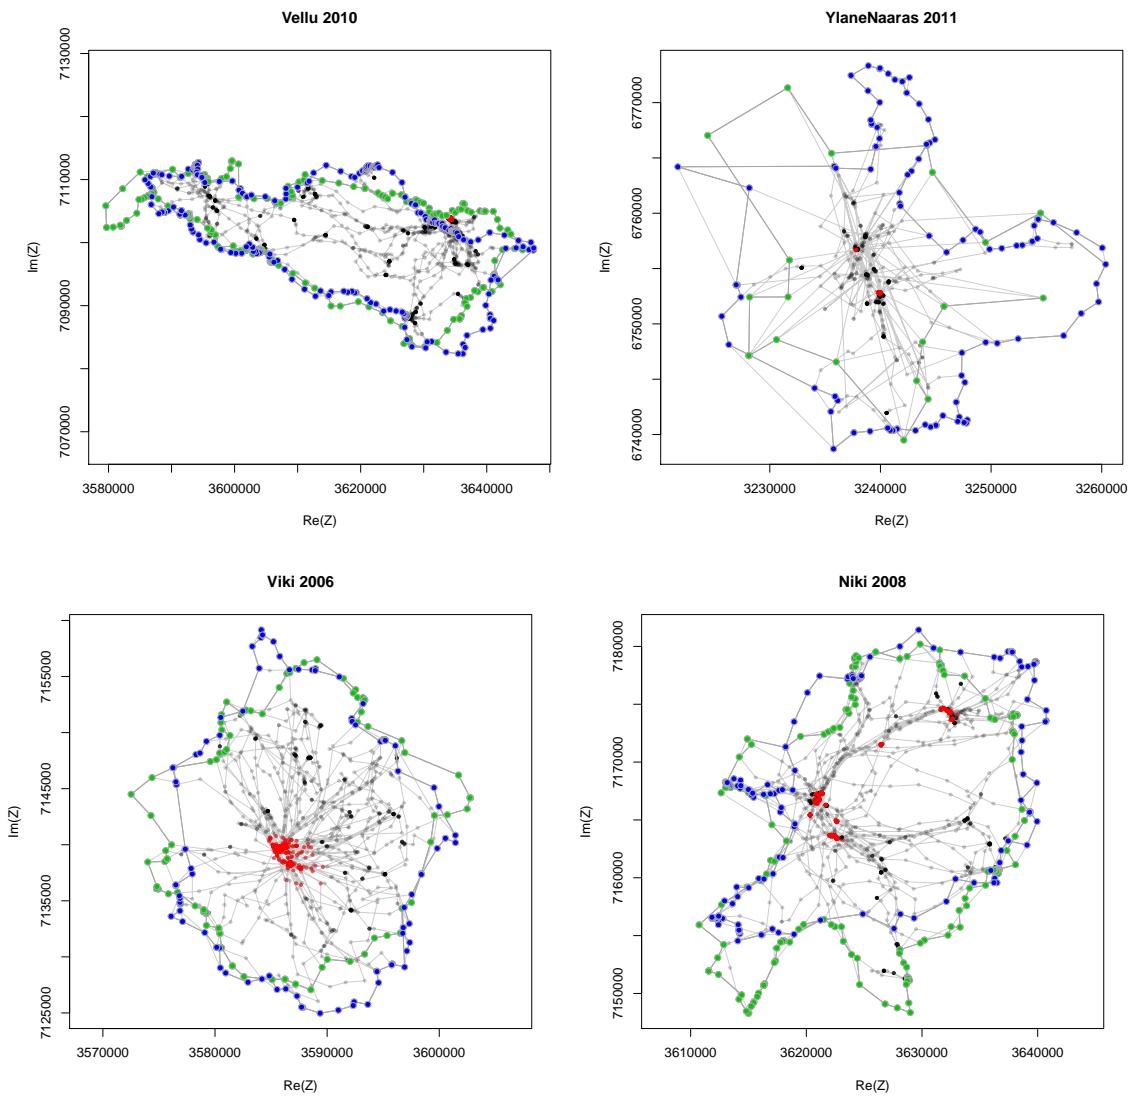 Vellu 2010
Im(Z)
7130000
7110000
7090000
7070000
3580000 3600000 3620000 3640000
Re(Z)
YlaneNaaras 2011
Im(Z)
6770000
6760000
6750000
6740000
3230000 3240000 3250000 3260000
Re(Z)
Viki 2006
Im(Z)
7155000
7145000
7135000
7125000
3570000 3580000 3590000 3600000
Re(Z)
Niki 2008
Im(Z)
7180000
7170000
7160000
7150000
3610000 3620000 3630000 3640000
Re(Z)